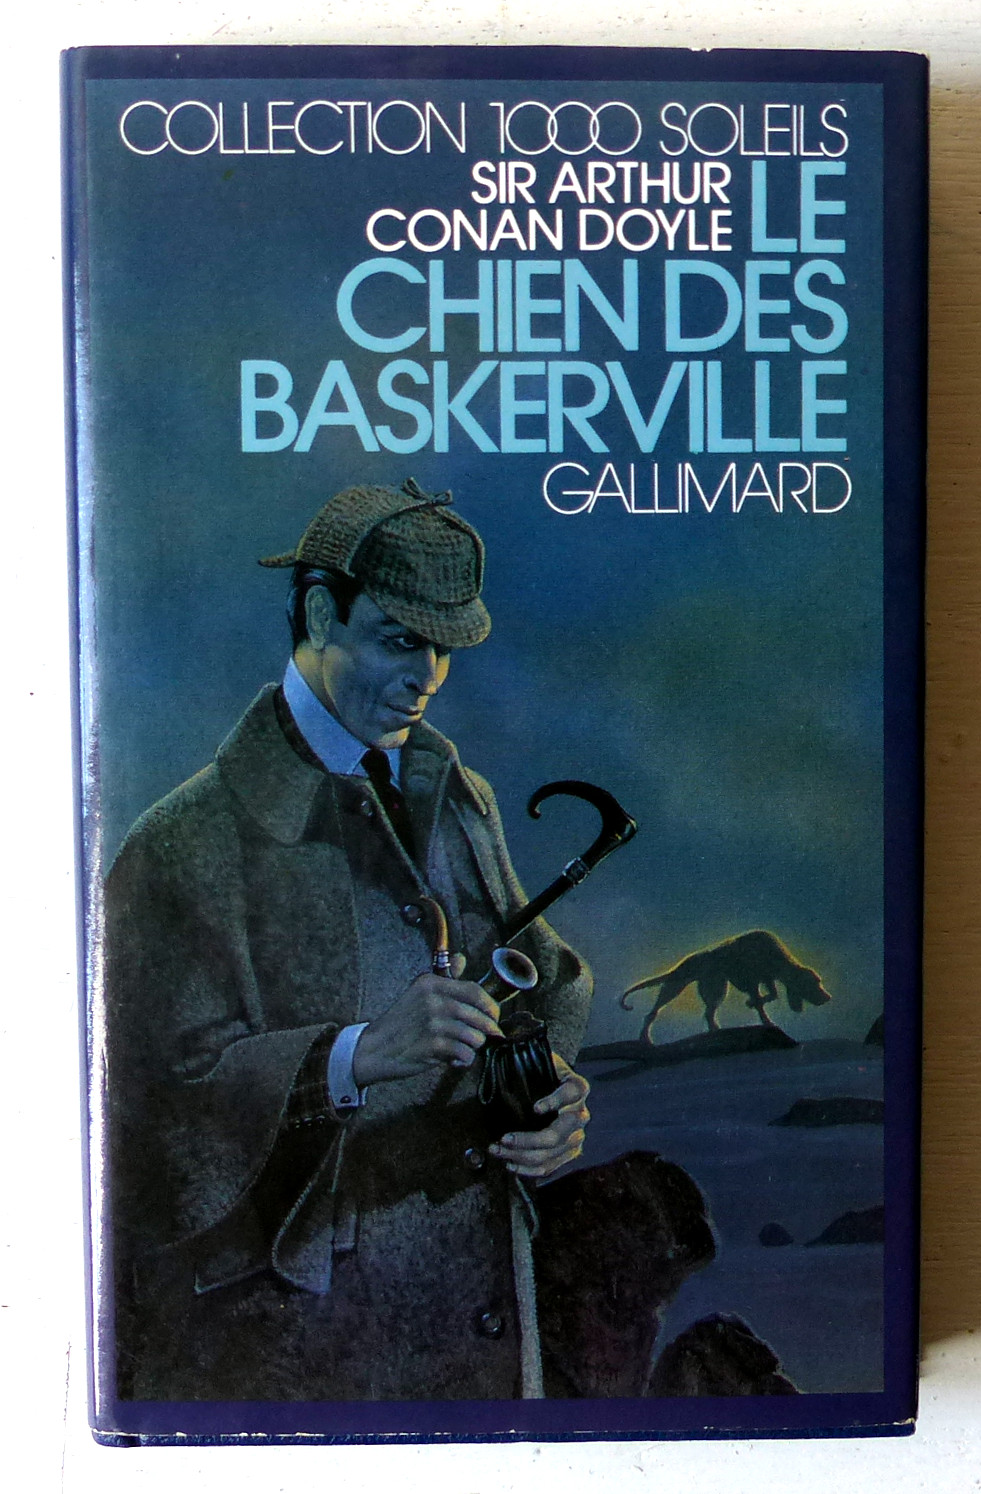 COLLECTION 1000 SOLEILS
SIR ARTHUR
CONAN DOYLE LE
CHIEN DES
BASKERVILLE
GALLIMARD